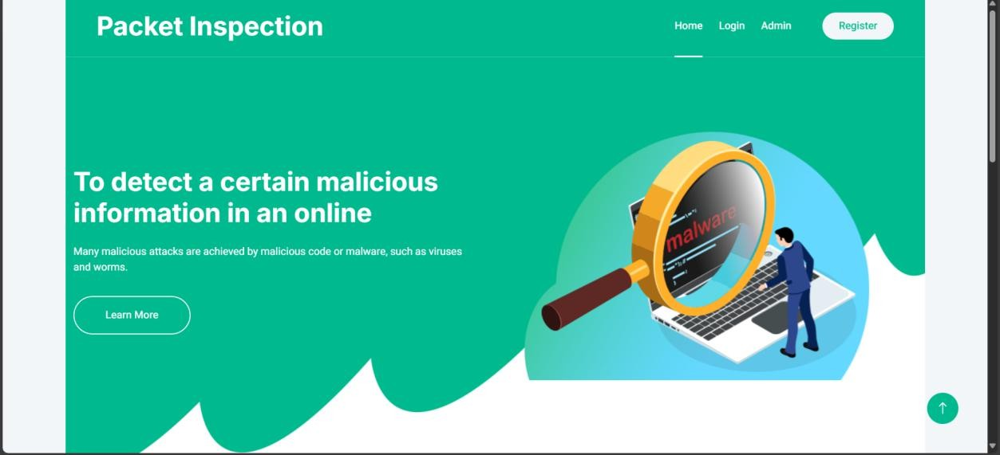 Packet Inspection
Home
Login
Admin
Register
To detect a certain malicious
information in an online
Many malicious attacks are achieved by malicious code or malware, such as viruses
and worms.
Learn More
malware